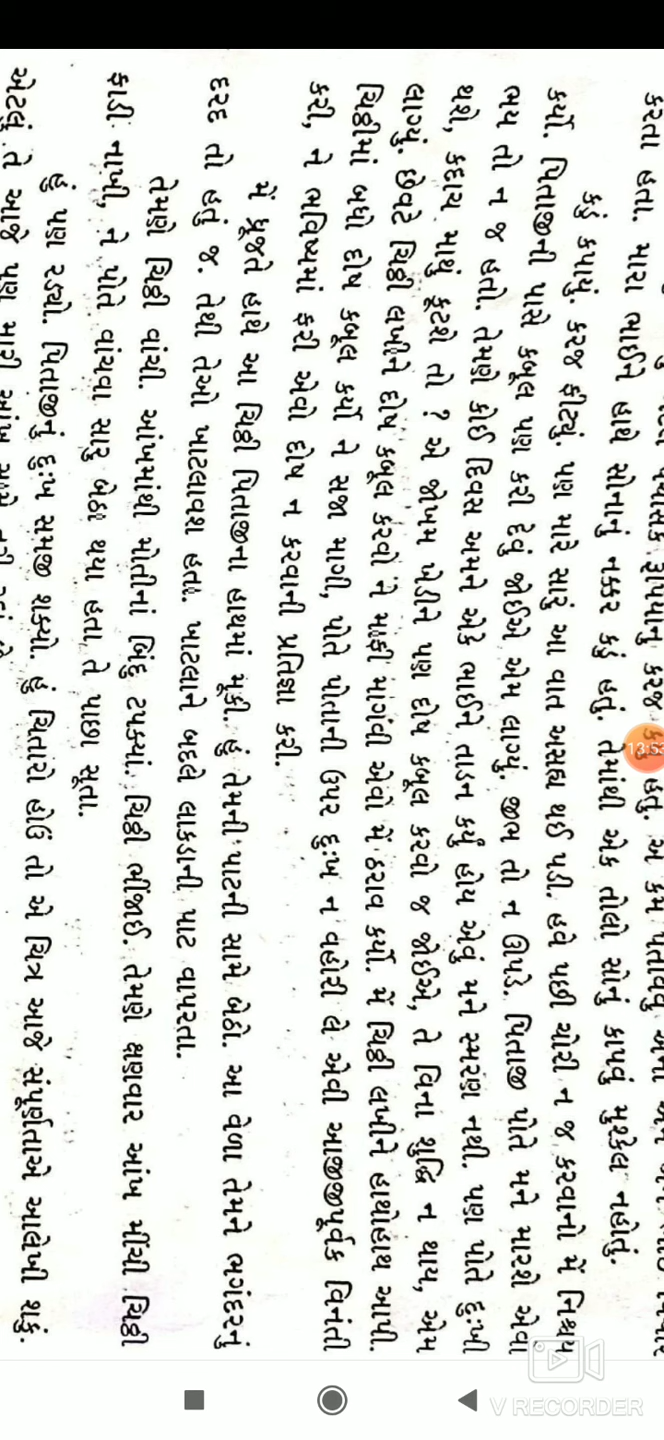 કરતા હતા. મારા ભાઈને હાથે સોનાનું નક્કર કડું હતું. તેમાંથી એક તોલો સોનું કાપવું મુશ્કેલ નહોતું.
કડું કપાયું. કરજ ફીટ્યું. પણ મારે સારુ આ વાત અસહ્ય થઈ પડી. હવે પછી ચોરી ન જ કરવાનો મેં નિશ્ચય
કર્યો. પિતાજીની પાસે કબૂલ પણ કરી દેવું જોઈએ એમ લાગ્યું. જીભ તો ન ઊપડે. પિતાજી પોતે મને મારશે એવા
ભય તો ન જ હતો. તેમણે કોઈ દિવસ અમને એકે ભાઈને તાડન કર્યું હોય એવું મને સ્મરણ નથી. પણ પોતે દુઃખી
થશે, કદાચ માથું ફૂટશે તો ? એ જોખમ ખેડીને પણ દોષ કબૂલ કરવો જ જોઈએ, તે વિના શુદ્ધિ ન થાય, એમ
લાગ્યું. છેવટે ચિઠ્ઠી લખીને દોષ કબૂલ કરવો ને માફી માગવી એવો મેં ઠરાવ કર્યો. મેં ચિઠ્ઠી લખીને હાથોહાથ આપી.
ચિઠ્ઠીમાં બધો દોષ કબૂલ કર્યો ને સજા માગી, પોતે પોતાની ઉપર દુઃખ ન વહોરી લે એવી આજીજીપૂર્વક વિનંતી
કરી, ને ભવિષ્યમાં ફરી એવો દોષ ન કરવાની પ્રતિજ્ઞા કરી.
મેં ધ્રૂજતે હાથે આ ચિઠ્ઠી પિતાજીના હાથમાં મૂકી. હું તેમની પાટની સામે બેઠો. આ વેળા તેમને ભગંદરનું
દરદ તો હતું જ. તેથી તેઓ ખાટલાવશ હતા. ખાટલાને બદલે લાકડાની પાટ વાપરતા.
તેમણે ચિઠ્ઠી વાંચી. આંખમાંથી મોતીનાં બિંદુ ટપક્યાં. ચિઠ્ઠી ભીંજાઈ. તેમણે ક્ષણવાર આંખ મીંચી ચિઠ્ઠી
ફાડી નાખી, ને પોતે વાંચવા સારુ બેઠા થયા હતા તે પાછા સૂતા.
હું પણ રડ્યો. પિતાજીનું દુઃખ સમજી શક્યો. હું ચિતારો હોઉં તો એ ચિત્ર આજે સંપૂર્ણતાએ આલેખી શકું.
એટલું તે આજે પણ મારી આંખ
13:53
V RECORDER